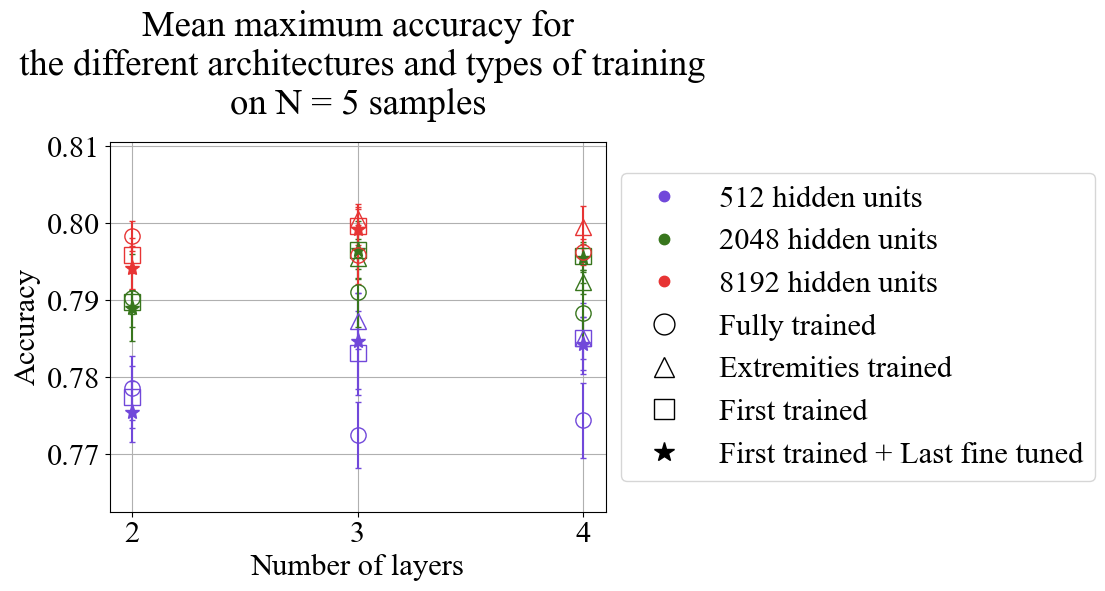 Mean maximum accuracy for
the different architectures and types of training
on N = 5 samples
0.81
0.80
0.79
0.78
0.77
Accuracy
2
3
4
Number of layers
512 hidden units
2048 hidden units
8192 hidden units
Fully trained
Extremities trained
First trained
First trained + Last fine tuned